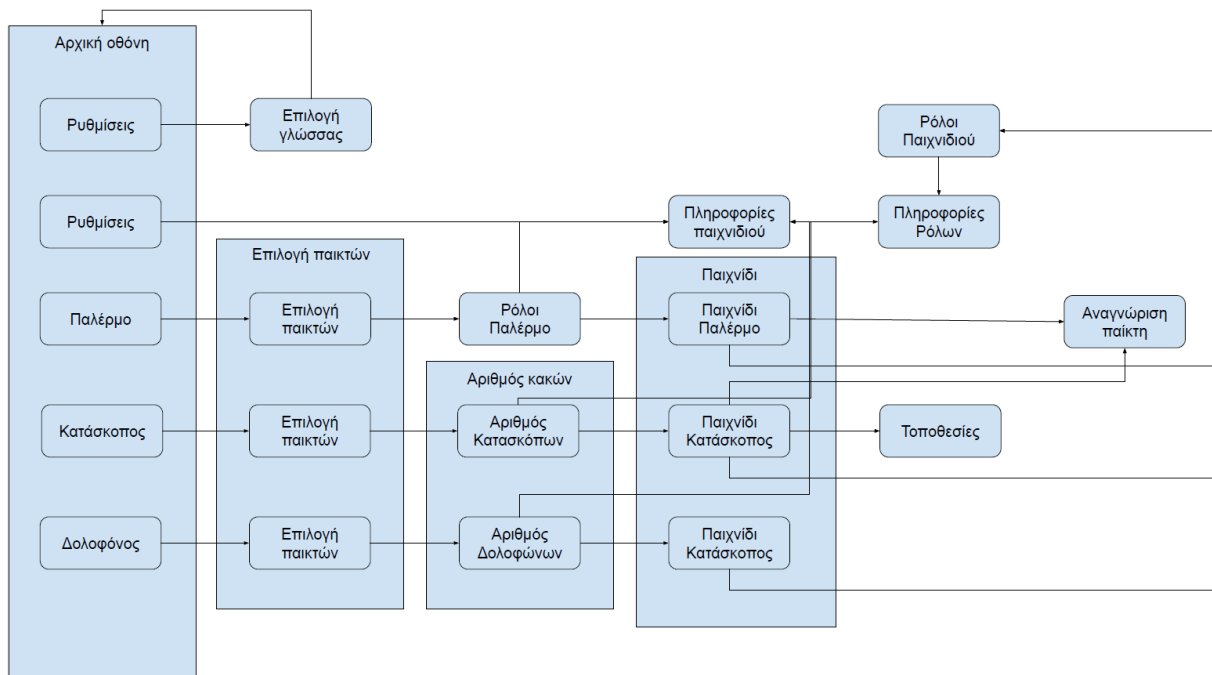 Αρχική οθόνη
Ρυθμίσεις
Επιλογή
γλώσσας
Ρόλοι
Παιχνιδιού
Ρυθμίσεις
Πληροφορίες
παιχνιδιού
Πληροφορίες
Ρόλων
Επιλογή παικτών
Παιχνίδι
Παλέρμο
Επιλογή
παικτών
Ρόλοι
Παλέρμο
Παιχνίδι
Παλέρμο
Αναγνώριση
παίκτη
Αριθμός κακών
Κατάσκοπος
Επιλογή
παικτών
Αριθμός
Κατασκόπων
Παιχνίδι
Κατάσκοπος
Τοποθεσίες
Δολοφόνος
Επιλογή
παικτών
Αριθμός
Δολοφώνων
Παιχνίδι
Κατάσκοπος